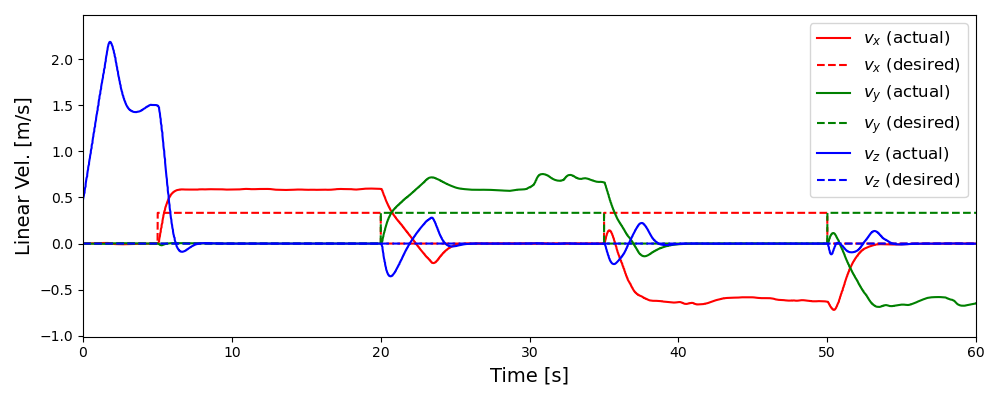 Linear Vel. [m/s]
2.0
1.5
1.0
0.5
0.0
−0.5
−1.0
v_x (actual)
v_x (desired)
v_y (actual)
v_y (desired)
v_z (actual)
v_z (desired)
0 10 20 30 40 50 60
Time [s]